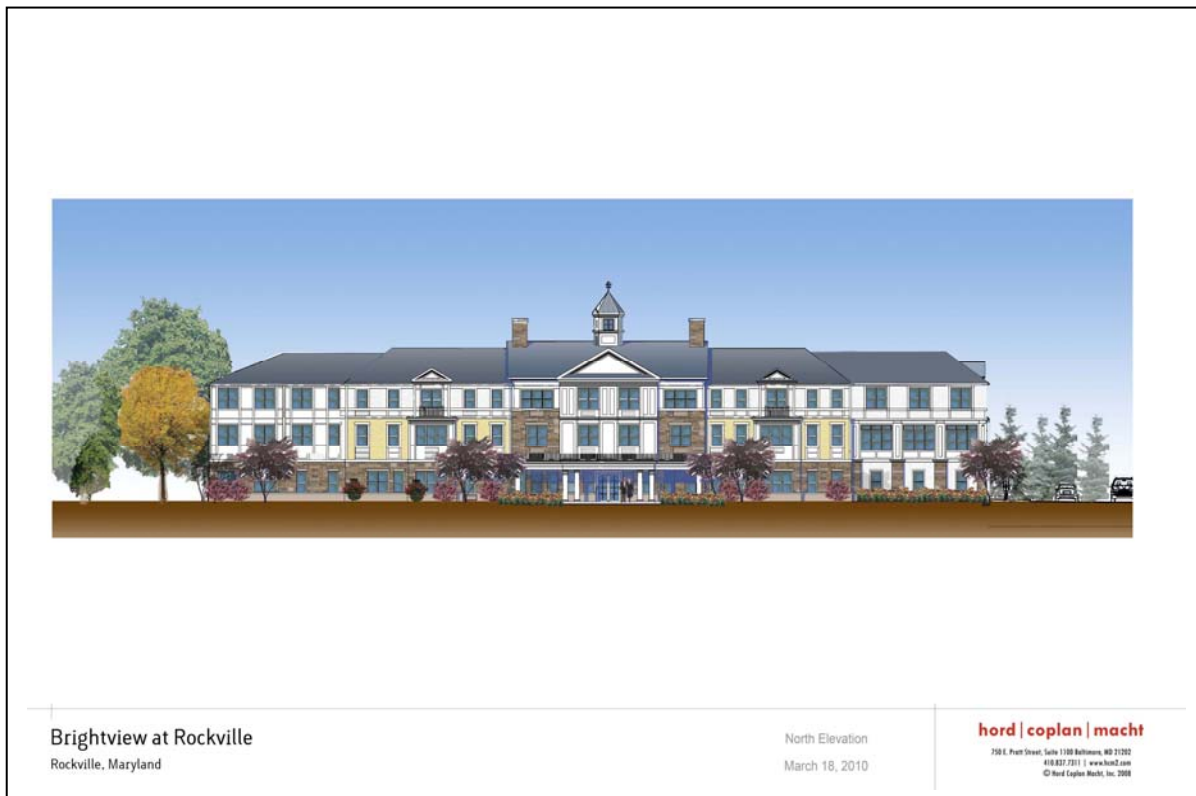 Brightview at Rockville
Rockville, Maryland
North Elevation
March 18, 2010
hord | coplan | macht
750 E. Pratt Street, Suite 1100 Baltimore, MD 21202
410.837.7311 | www.hcm2.com
© Hord Coplan Macht, Inc. 2008